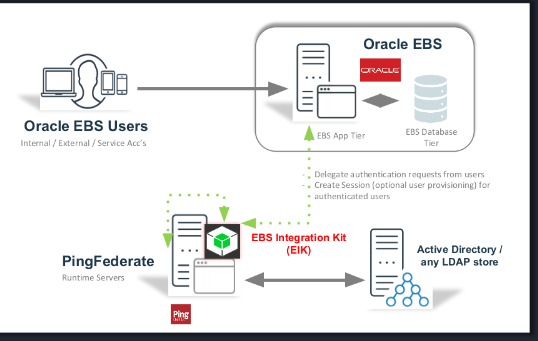 Oracle EBS
ORACLE
Oracle EBS Users
Internal / External / Service Acc's
EBS App Tier
EBS Database
Tier
- Delegate authentication requests from users
- Create Session (optional user provisioning) for
authenticated users
EBS Integration Kit
(EIK)
PingFederate
Runtime Servers
Active Directory /
any LDAP store
Ping